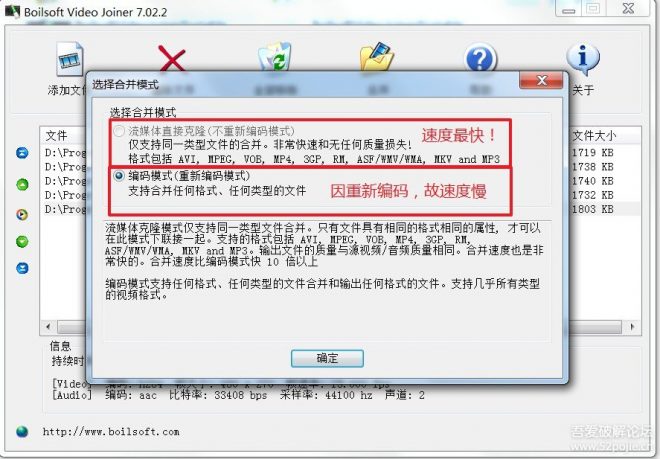 Boilsoft Video Joiner 7.02.2
添加文件
关于
文件
文件大小
选择合并模式
选择合并模式
流媒体直接克隆(不重新编码模式)
速度最快！
仅支持同一类型文件的合并。非常快速和无任何质量损失!
格式包括 AVI, MPEG, VOB, MP4, 3GP, RM, ASF/WMV/WMA, MKV and MP3
编码模式(重新编码模式)
支持合并任何格式、任何类型的文件
因重新编码，故速度慢
D:\Prog
1719 KB
D:\Prog
1738 KB
D:\Prog
1740 KB
D:\Prog
D:\Prog
1803 KB
流媒体克隆模式仅支持同一类型文件合并。只有文件具有相同的格式相同的属性, 才可以
在此模式下联接一起。支持的格式包括 AVI, MPEG, VOB, MP4, 3GP, RM,
ASF/WMV/WMA, MKV and MP3。输出文件的质量与源视频/音频质量相同。合并速度也是非
常快的。合并速度比编码模式快 10 倍以上
编码模式支持任何格式、任何类型的文件合并和输出任何格式的文件。支持几乎所有类型
的视频格式。
确定
信息
持续时
[Video] 编码: h264
[Audio] 编码: aac 比特率: 33408 bps 采样率: 44100 hz 声道: 2
http://www.boilsoft.com
吾爱破解论坛
www.52pojie.cn